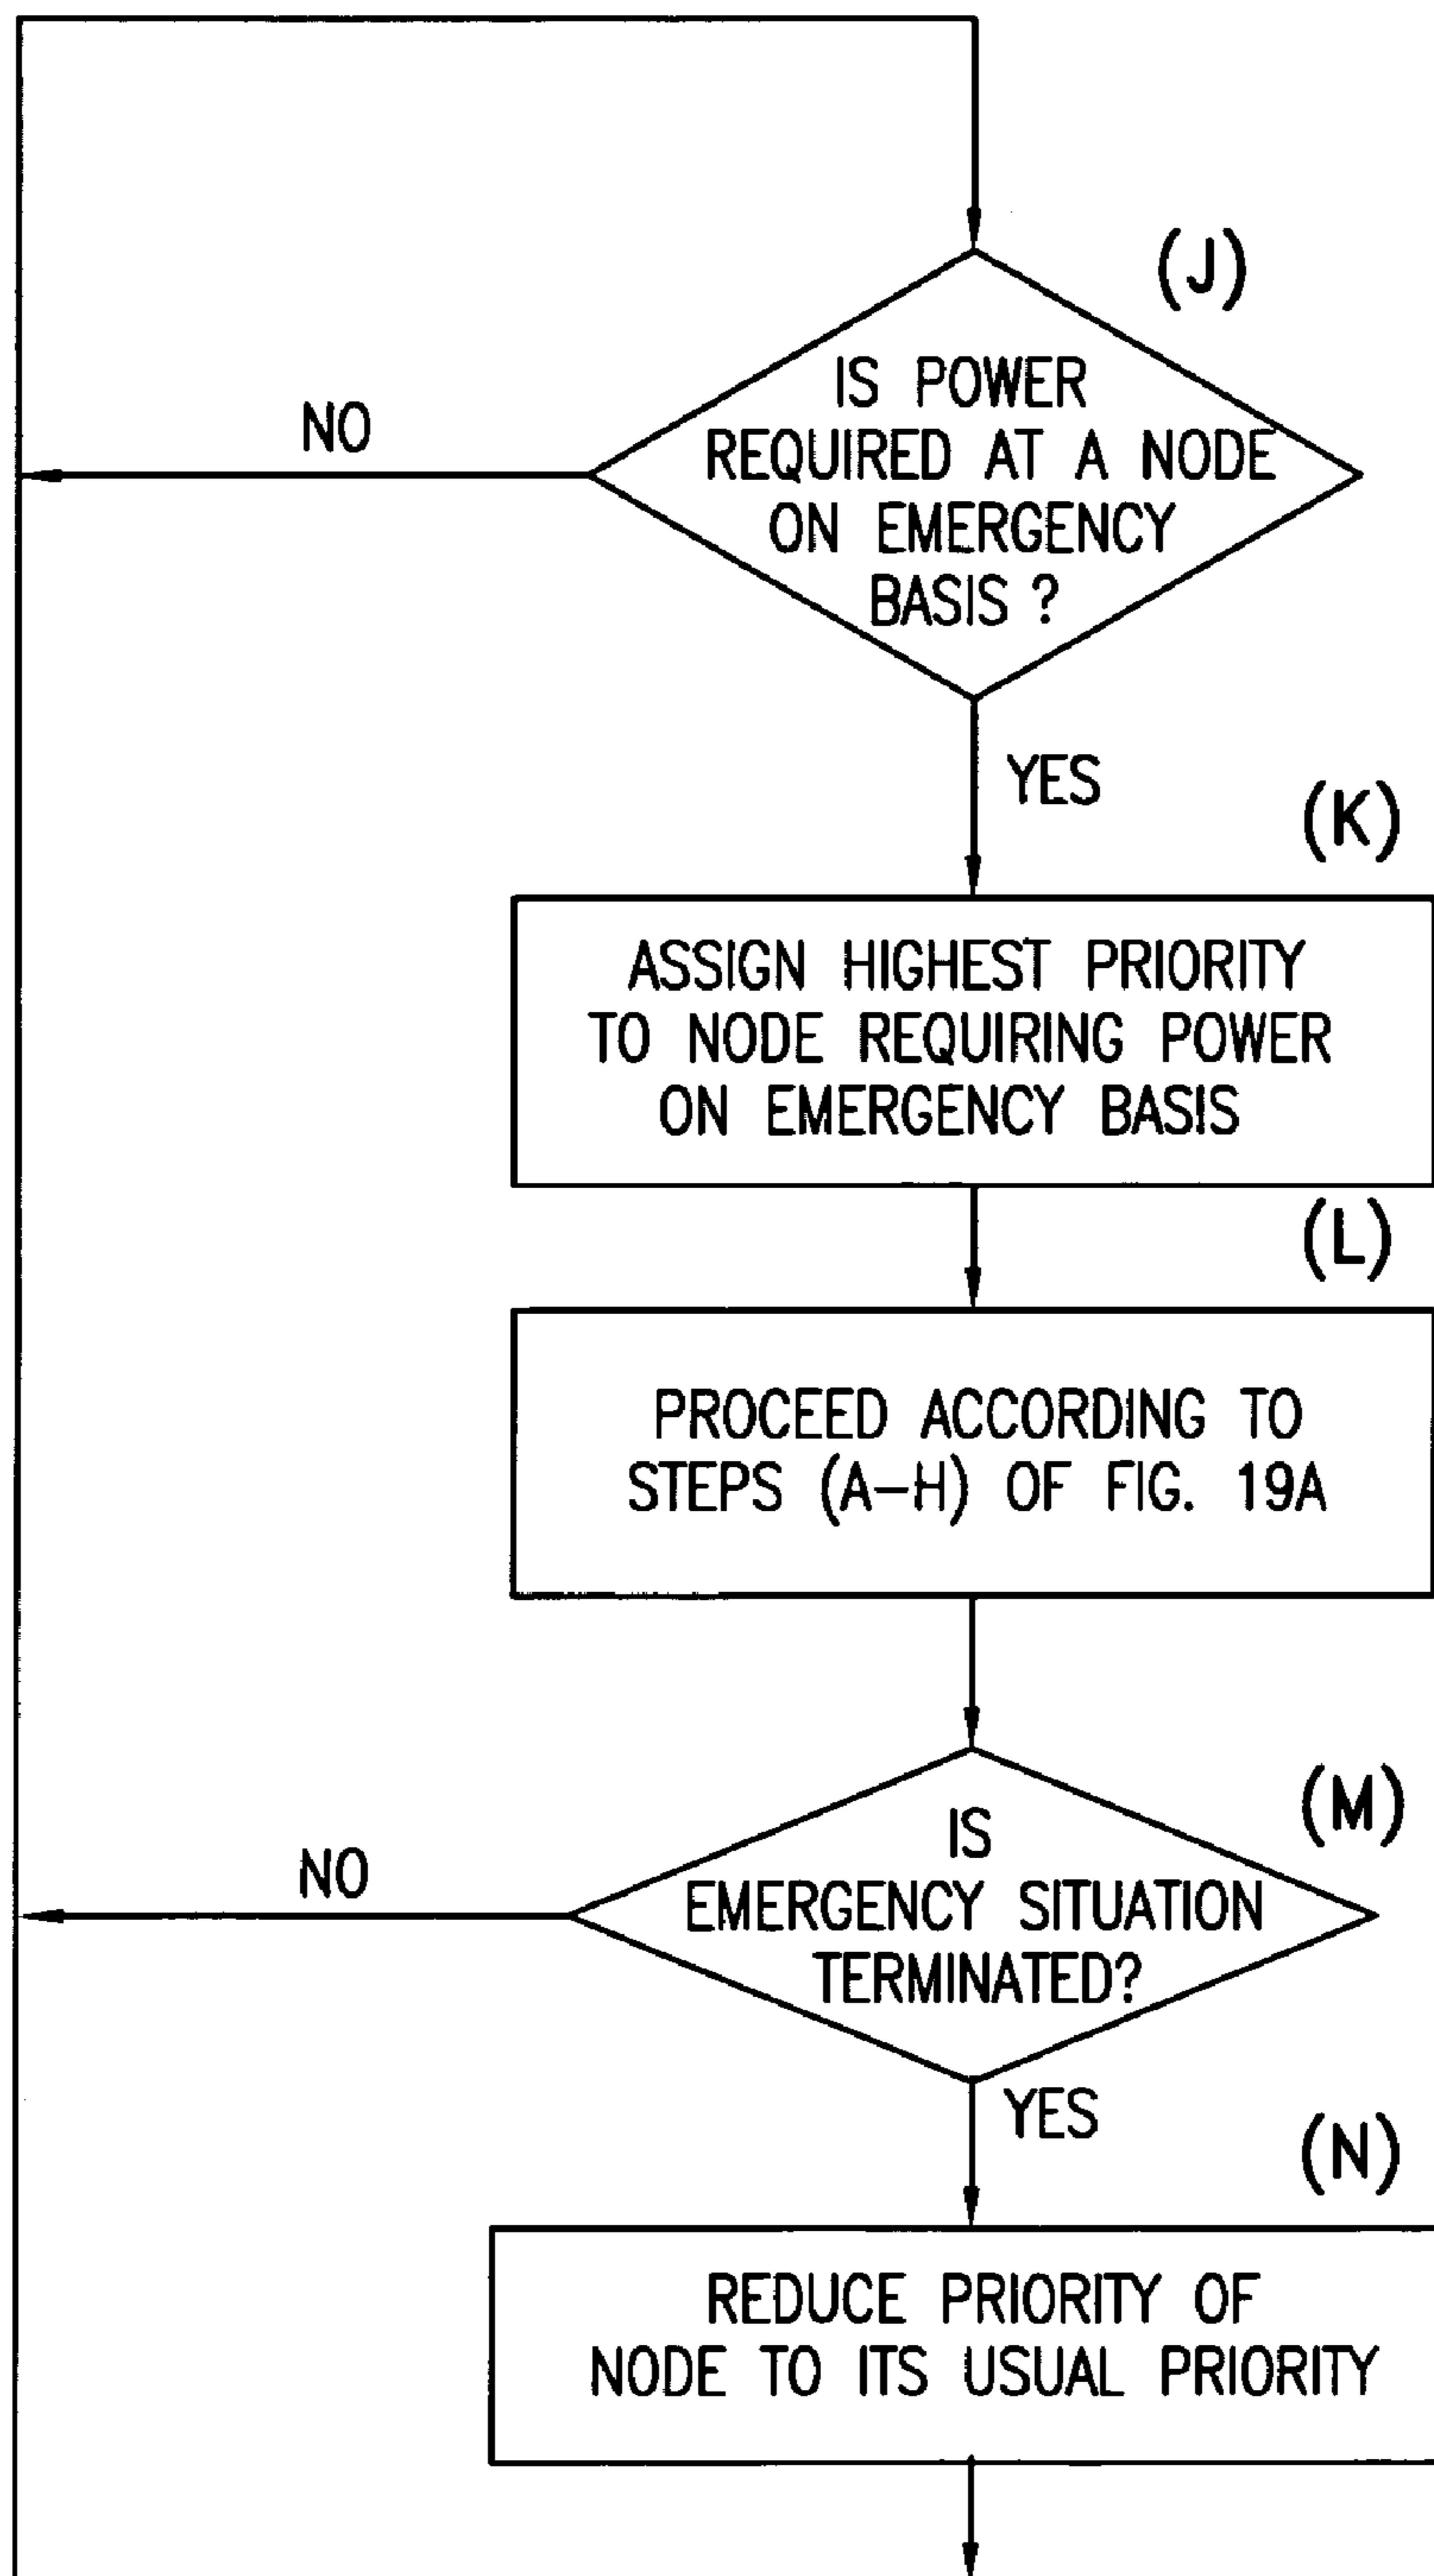 (J)
IS POWER
REQUIRED AT A NODE
ON EMERGENCY
BASIS ?
NO
YES
(K)
ASSIGN HIGHEST PRIORITY
TO NODE REQUIRING POWER
ON EMERGENCY BASIS
(L)
PROCEED ACCORDING TO
STEPS (A-H) OF FIG. 19A
(M)
IS
EMERGENCY SITUATION
TERMINATED?
NO
YES
(N)
REDUCE PRIORITY OF
NODE TO ITS USUAL PRIORITY